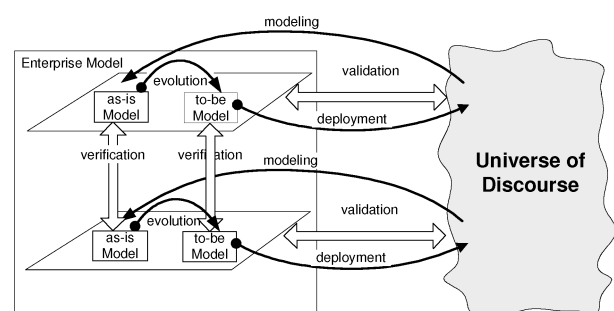 modeling
Enterprise Model
evolution
validation
as-is
Model
to-be
Model
deployment
verification
verification
modeling
Universe of
Discourse
evolution
validation
as-is
Model
to-be
Model
deployment